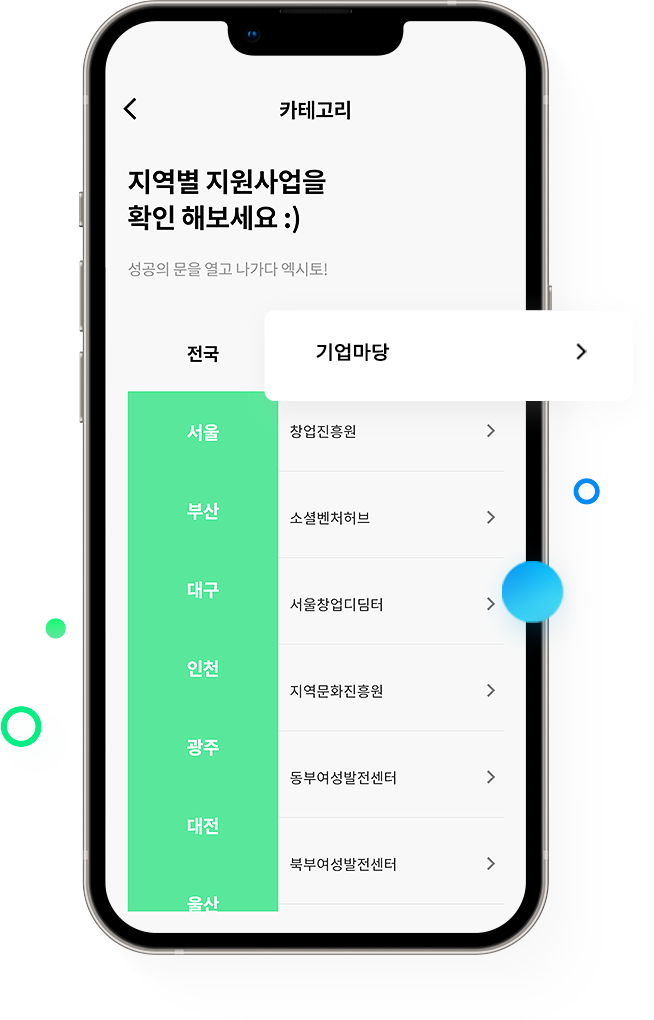 카테고리
지역별 지원사업을
확인 해보세요 :)
성공의 문을 열고 나가다 엑시토!
전국
기업마당
서울
창업진흥원
부산
소셜벤처허브
대구
서울창업디딤터
인천
지역문화진흥원
광주
동부여성발전센터
대전
북부여성발전센터
울산